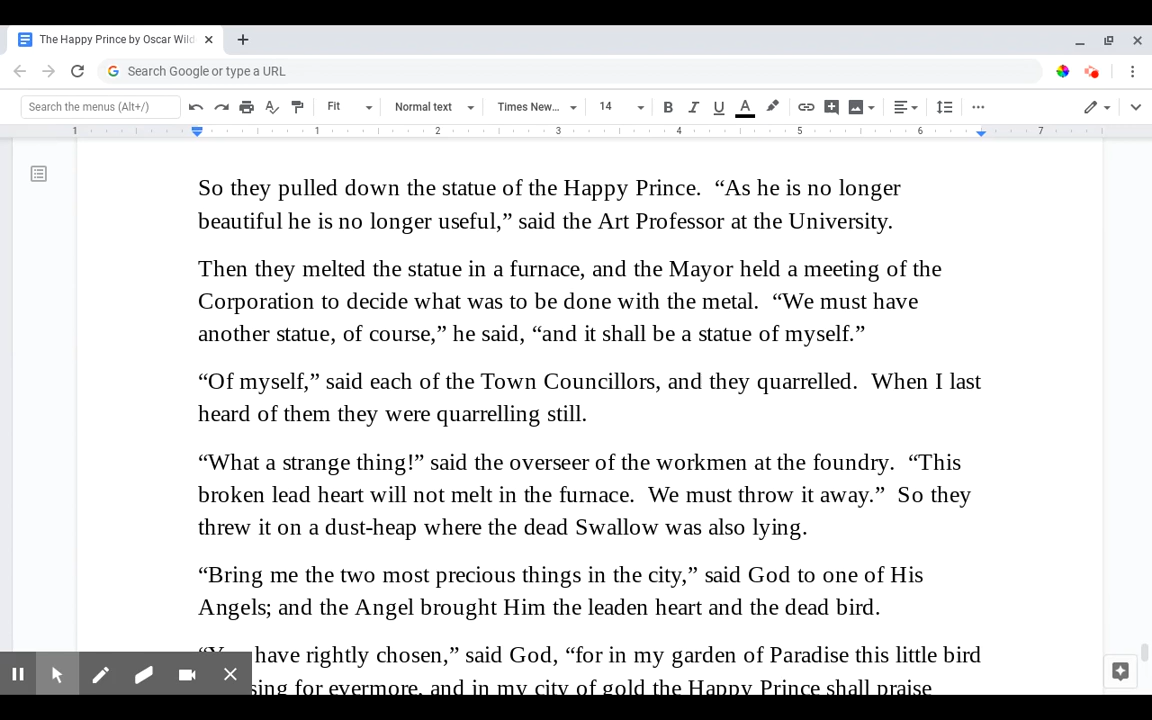 The Happy Prince by Oscar Wild
Search Google or type a URL
Search the menus (Alt+/)
Fit
Normal text
Times New...
14
B I U A
1 1 2 3 4 5 6 7
So they pulled down the statue of the Happy Prince.  “As he is no longer
beautiful he is no longer useful,” said the Art Professor at the University.
Then they melted the statue in a furnace, and the Mayor held a meeting of the
Corporation to decide what was to be done with the metal.  “We must have
another statue, of course,” he said, “and it shall be a statue of myself.”
“Of myself,” said each of the Town Councillors, and they quarrelled.  When I last
heard of them they were quarrelling still.
“What a strange thing!” said the overseer of the workmen at the foundry.  “This
broken lead heart will not melt in the furnace.  We must throw it away.”  So they
threw it on a dust-heap where the dead Swallow was also lying.
“Bring me the two most precious things in the city,” said God to one of His
Angels; and the Angel brought Him the leaden heart and the dead bird.
have rightly chosen,” said God, “for in my garden of Paradise this little bird
sing for evermore, and in my city of gold the Happy Prince shall praise